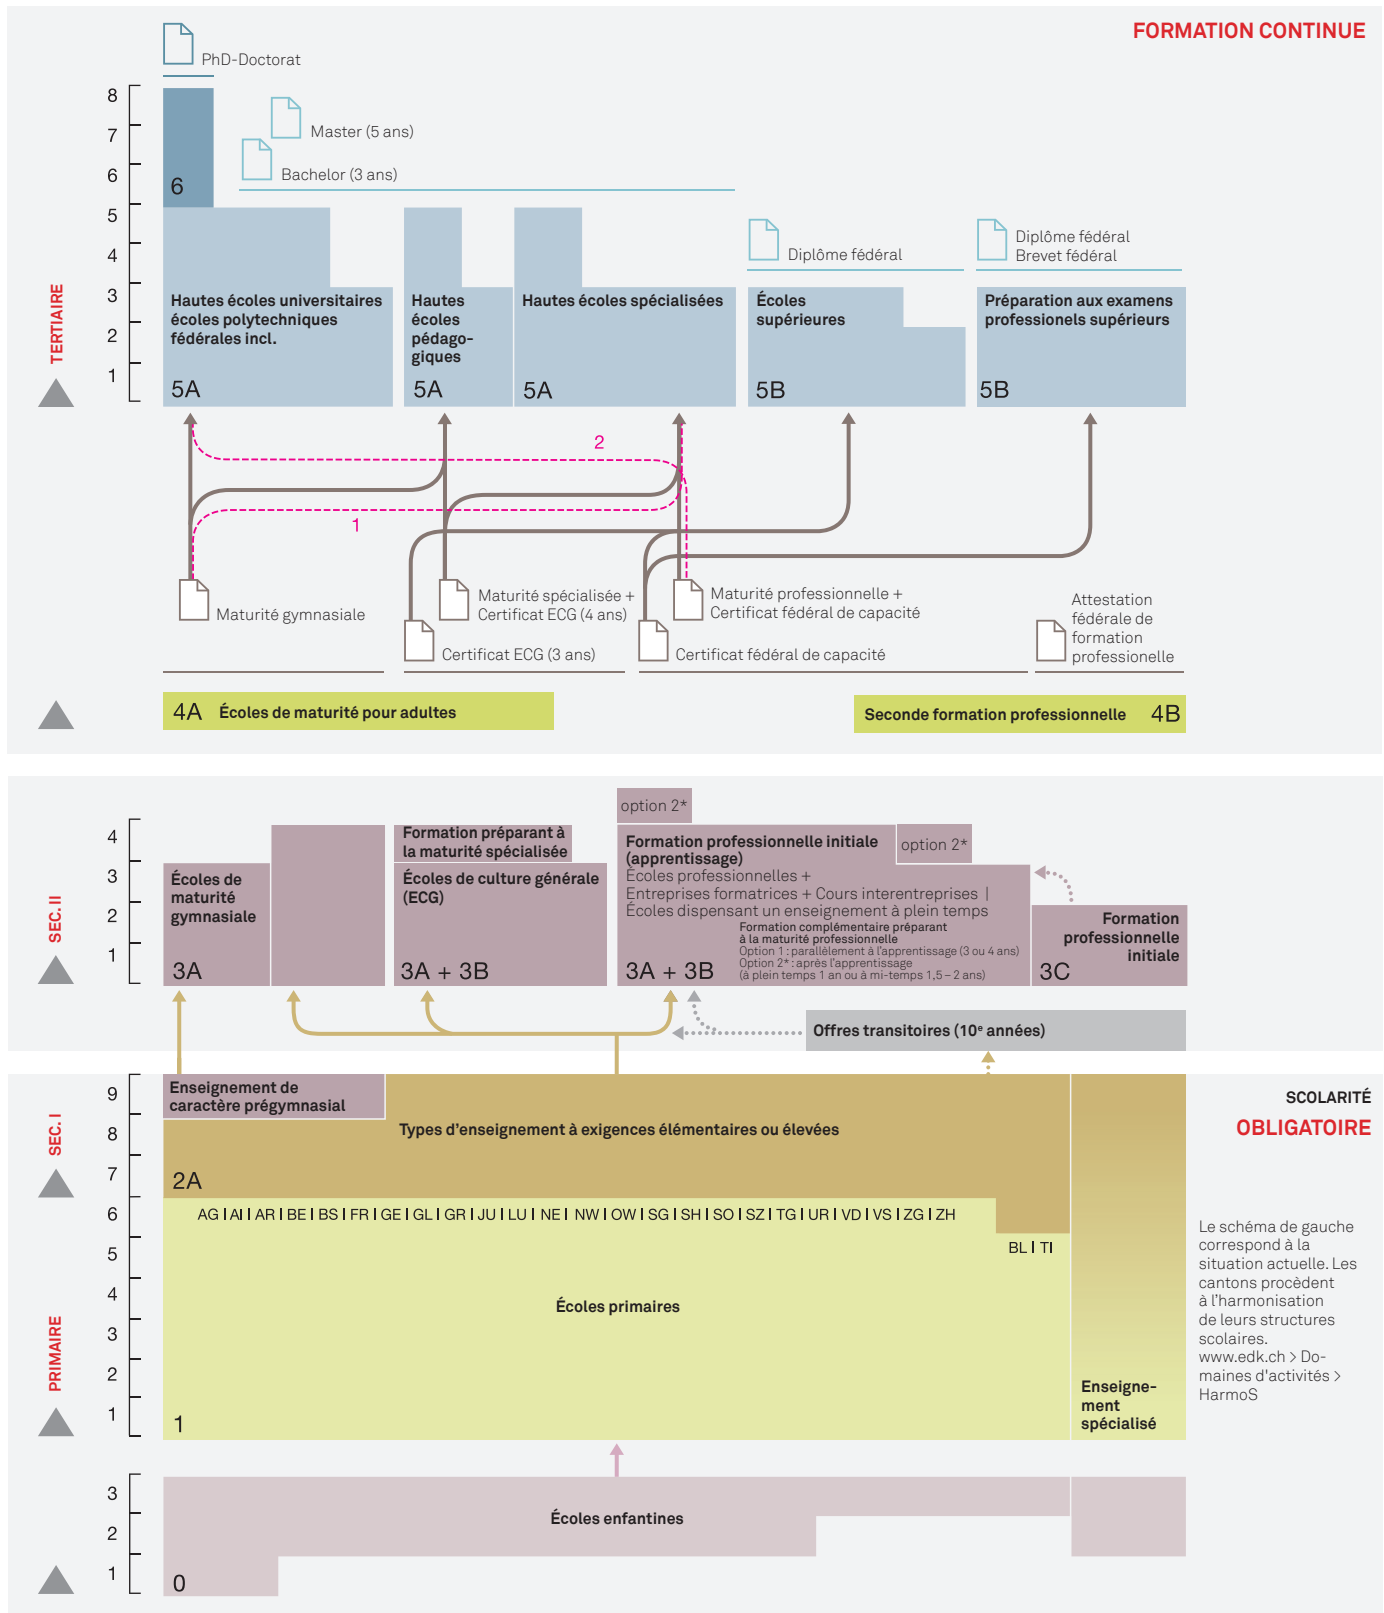 FORMATION CONTINUE
PhD-Doctorat
Master (5 ans)
Bachelor (3 ans)
8
7
6
5
4
3
2
1
TERTIAIRE
6
Diplôme fédéral
Diplôme fédéral
Brevet fédéral
Hautes écoles universitaires
écoles polytechniques
fédérales incl.
5A
Hautes
écoles
pédago-
giques
5A
Hautes écoles spécialisées
5A
Écoles
supérieures
5B
Préparation aux examens
professionels supérieurs
5B
2
1
Maturité gymnasiale
Maturité spécialisée +
Certificat ECG (4 ans)
Maturité professionnelle +
Certificat fédéral de capacité
Certificat ECG (3 ans)
Certificat fédéral de capacité
Attestation
fédérale de
formation
professionelle
4A Écoles de maturité pour adultes
Seconde formation professionnelle 4B
4
3
2
1
SEC. II
Écoles de
maturité
gymnasiale
3A
Formation préparant à
la maturité spécialisée
Écoles de culture générale
(ECG)
3A + 3B
option 2*
Formation professionnelle initiale
(apprentissage)
option 2*
Écoles professionnelles +
Entreprises formatrices + Cours interentreprises |
Écoles dispensant un enseignement à plein temps
Formation complémentaire préparant
à la maturité professionnelle
Option 1 : parallèlement à l'apprentissage (3 ou 4 ans)
Option 2* : après l'apprentissage
(à plein temps 1 an ou à mi-temps 1,5 – 2 ans)
3A + 3B
Formation
professionnelle
initiale
3C
Offres transitoires (10e années)
9
8
7
6
5
4
3
2
1
SEC. I
PRIMAIRE
Enseignement de
caractère prégymnasial
Types d'enseignement à exigences élémentaires ou élevées
2A
AG I AI I AR I BE I BS I FR I GE I GL I GR I JU I LU I NE I NW I OW I SG I SH I SO I SZ I TG I UR I VD I VS I ZG I ZH
BL I TI
Écoles primaires
1
Enseigne-
ment
spécialisé
SCOLARITÉ
OBLIGATOIRE
Le schéma de gauche
correspond à la
situation actuelle. Les
cantons procèdent
à l'harmonisation
de leurs structures
scolaires.
www.edk.ch > Do-
maines d'activités >
HarmoS
3
2
1
Écoles enfantines
0